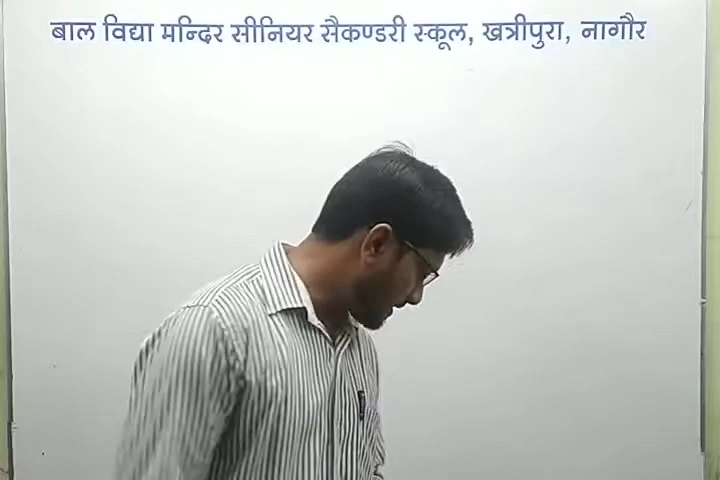 बाल विद्या मन्दिर सीनियर सैकण्डरी स्कूल, खत्रीपुरा, नागौर